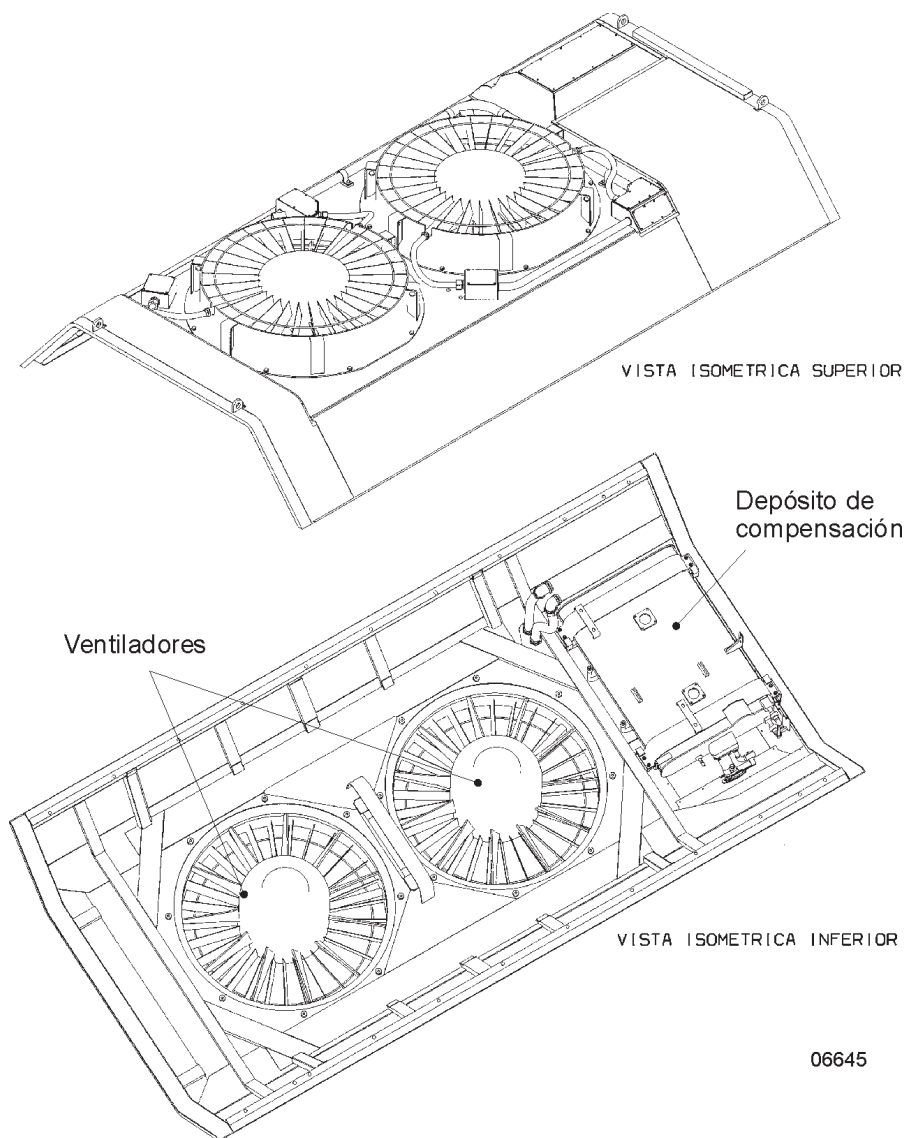 VISTA ISOMETRICA SUPERIOR
Depósito de
compensación
Ventiladores
VISTA ISOMETRICA INFERIOR
06645